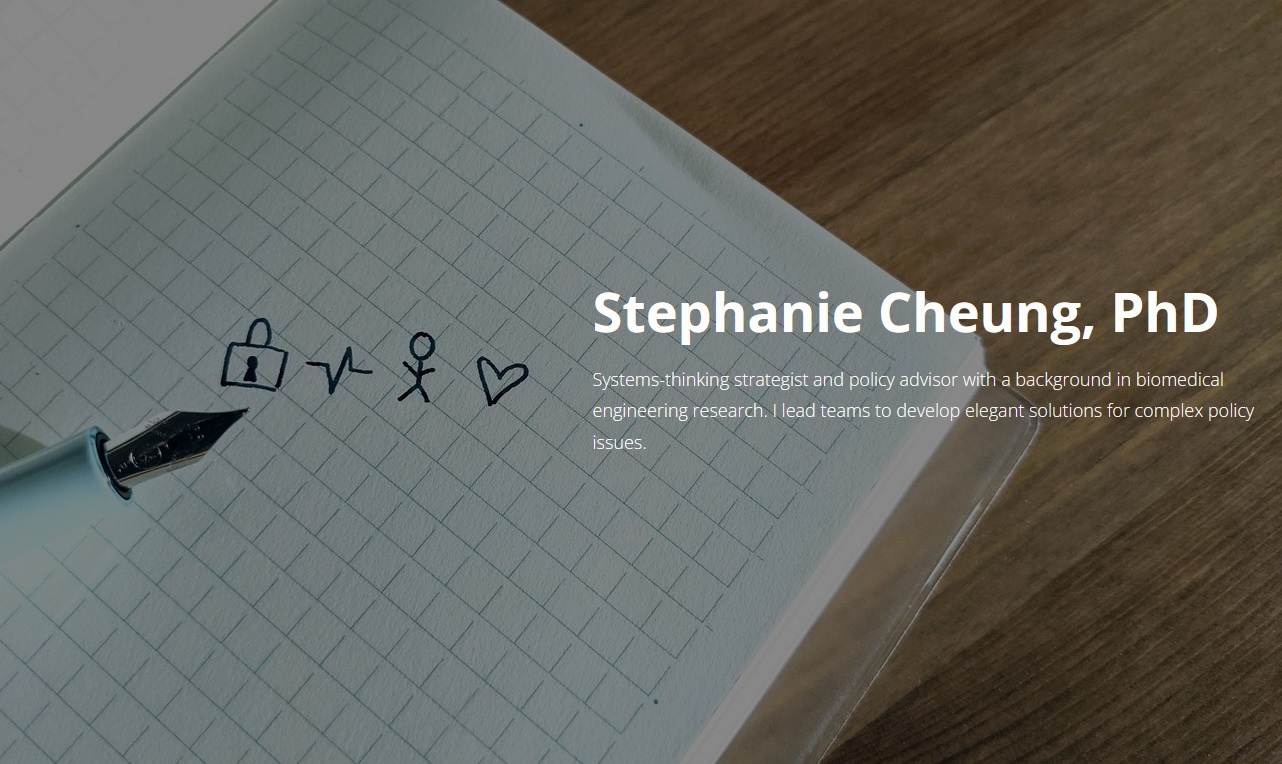 Stephanie Cheung, PhD
Systems-thinking strategist and policy advisor with a background in biomedical
engineering research. I lead teams to develop elegant solutions for complex policy
issues.